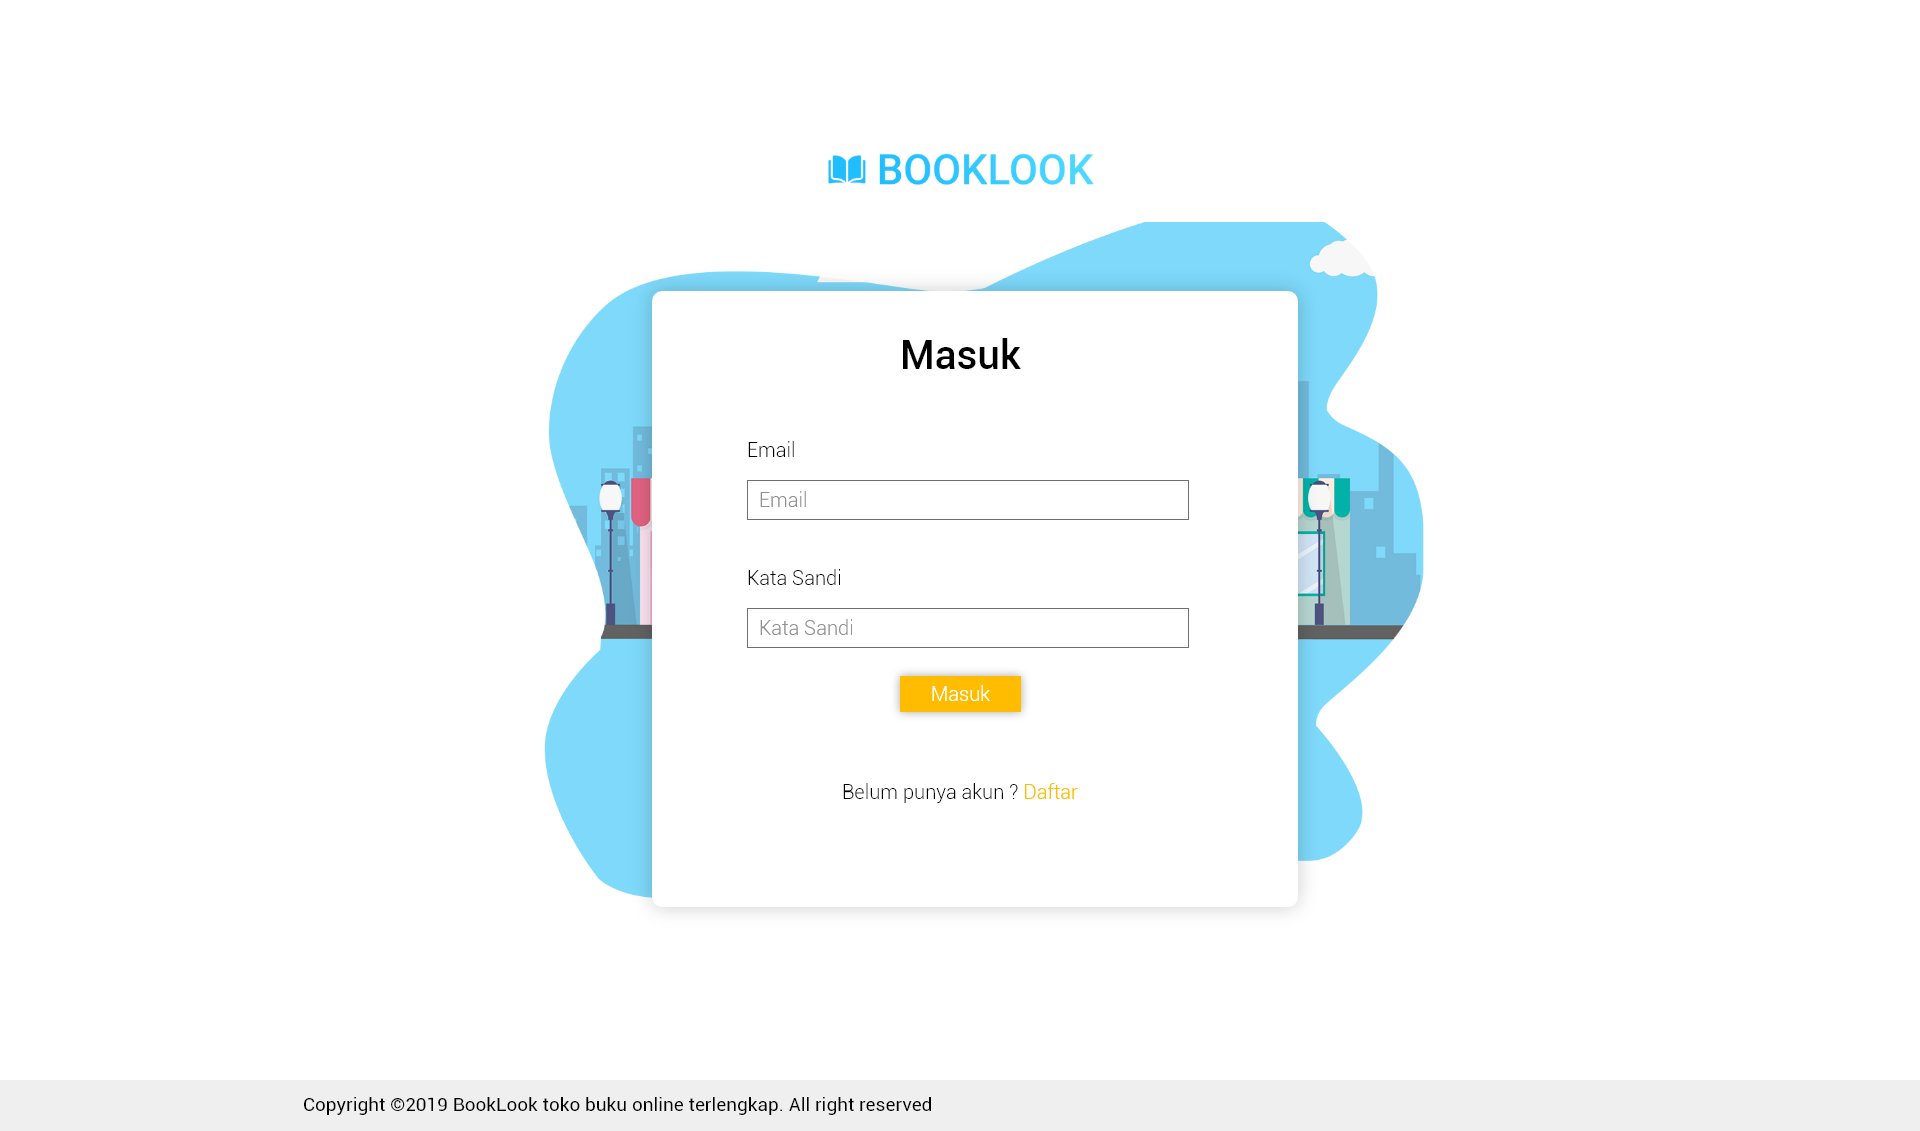 BOOKLOOK
Masuk
Email
Email
Kata Sandi
Kata Sandi
Masuk
Belum punya akun ? Daftar
Copyright ©2019 BookLook toko buku online terlengkap. All right reserved